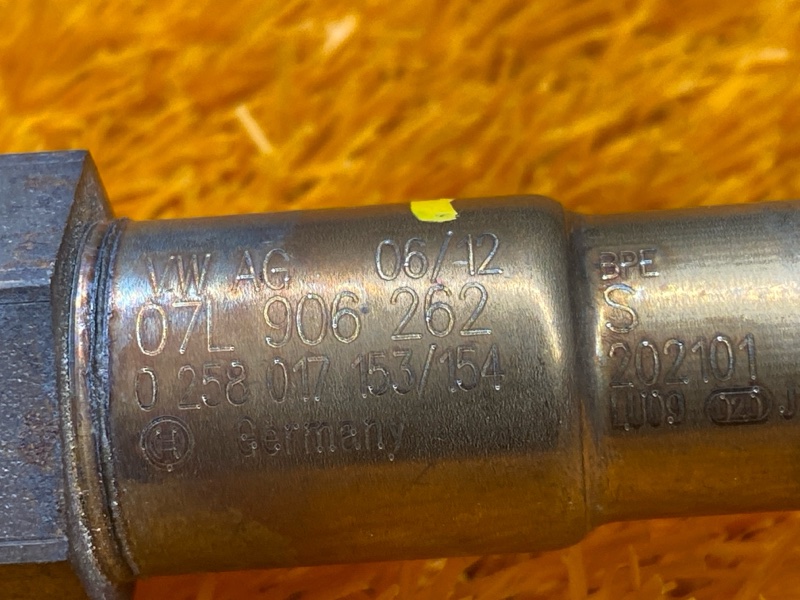 VW AG 06/12
07L 906 262
0 258 017 153/154
Germany
BPE
S
202101